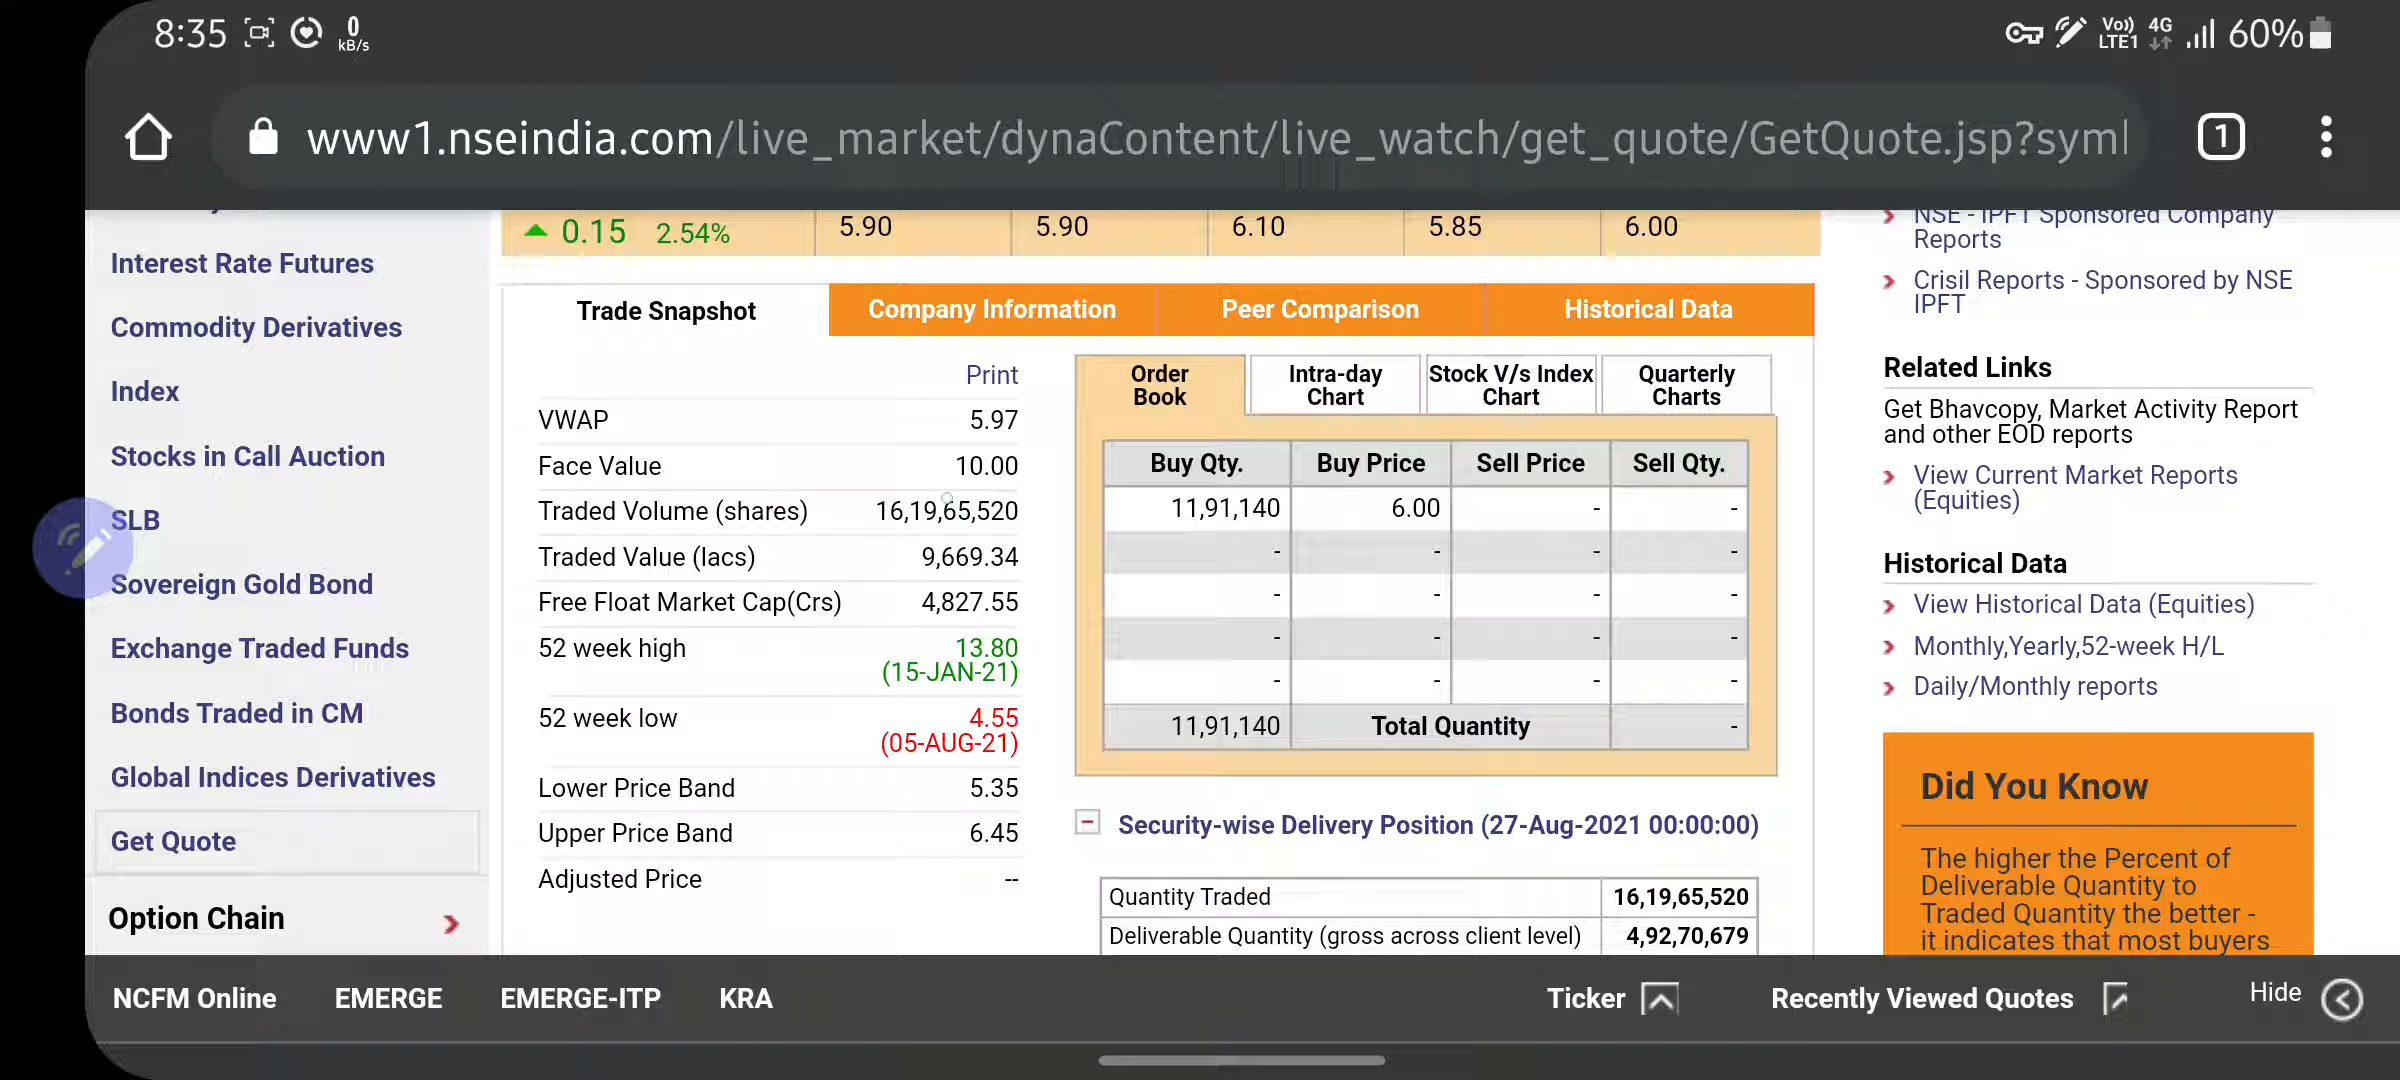 8:35 0 kB/s Vo)) LTE1 4G 60%
www1.nseindia.com/live_market/dynaContent/live_watch/get_quote/GetQuote.jsp?syml 1
Interest Rate Futures
Commodity Derivatives
Index
Stocks in Call Auction
SLB
Sovereign Gold Bond
Exchange Traded Funds
Bonds Traded in CM
Global Indices Derivatives
Get Quote
Option Chain
0.15 2.54% 5.90 5.90 6.10 5.85 6.00
Trade Snapshot Company Information Peer Comparison Historical Data
Print
VWAP 5.97
Face Value 10.00
Traded Volume (shares) 16,19,65,520
Traded Value (lacs) 9,669.34
Free Float Market Cap(Crs) 4,827.55
52 week high 13.80
(15-JAN-21)
52 week low 4.55
(05-AUG-21)
Lower Price Band 5.35
Upper Price Band 6.45
Adjusted Price --
Order Book Intra-day Chart Stock V/s Index Chart Quarterly Charts
Buy Qty. Buy Price Sell Price Sell Qty.
11,91,140 6.00 - -
- - - -
- - - -
- - - -
- - - -
11,91,140 Total Quantity -
Security-wise Delivery Position (27-Aug-2021 00:00:00)
Quantity Traded 16,19,65,520
Deliverable Quantity (gross across client level) 4,92,70,679
NSE - IPFT Sponsored Company
Reports
Crisil Reports - Sponsored by NSE
IPFT
Related Links
Get Bhavcopy, Market Activity Report
and other EOD reports
View Current Market Reports
(Equities)
Historical Data
View Historical Data (Equities)
Monthly,Yearly,52-week H/L
Daily/Monthly reports
Did You Know
The higher the Percent of
Deliverable Quantity to
Traded Quantity the better -
it indicates that most buyers
NCFM Online EMERGE EMERGE-ITP KRA Ticker Recently Viewed Quotes Hide